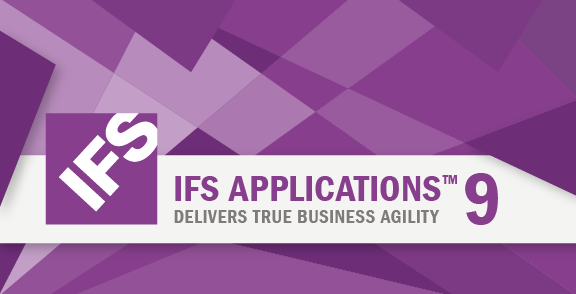 IFS
IFS APPLICATIONS™ 9
DELIVERS TRUE BUSINESS AGILITY